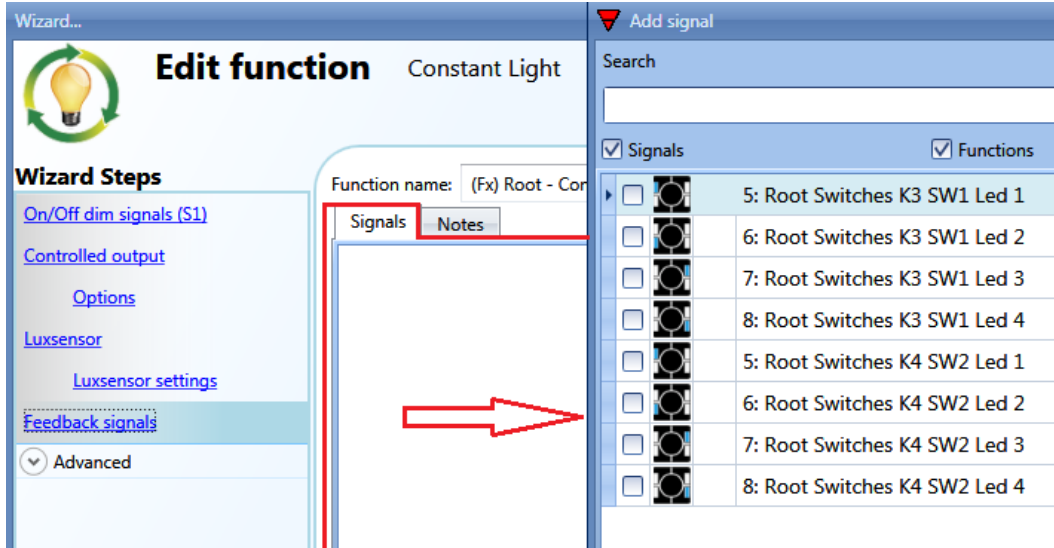 Wizard...
Edit function Constant Light
Wizard Steps
On/Off dim signals (S1)
Controlled output
Options
Luxsensor
Luxsensor settings
Feedback signals
Advanced
Function name: (Fx) Root - Con
Signals Notes
Add signal
Search
Signals Functions
5: Root Switches K3 SW1 Led 1
6: Root Switches K3 SW1 Led 2
7: Root Switches K3 SW1 Led 3
8: Root Switches K3 SW1 Led 4
5: Root Switches K4 SW2 Led 1
6: Root Switches K4 SW2 Led 2
7: Root Switches K4 SW2 Led 3
8: Root Switches K4 SW2 Led 4